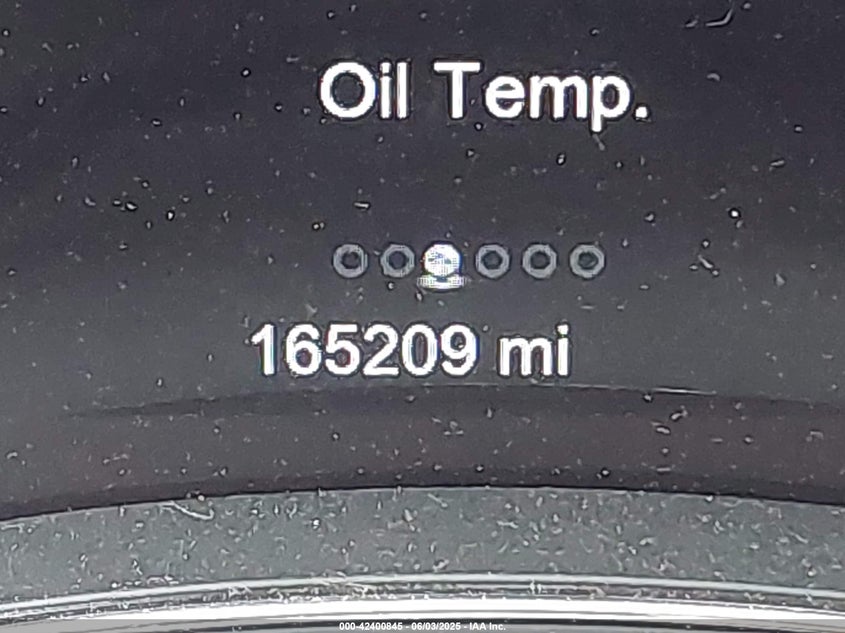 Oil Temp.
165209 mi
000-42400845 - 06/03/2025 - IAA Inc.